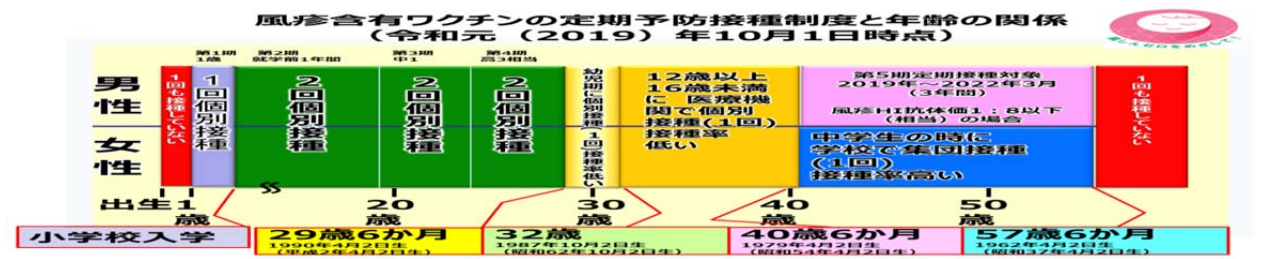 風疹含有ワクチンの定期予防接種制度と年齢の関係
(令和元(2019)年10月1日時点)
第1期
1歳
第2期
就学前1年間
第3期
中1
第4期
高3相当
男性
女性
1回も接種していない
1回個別接種
2回個別接種
2回個別接種
2回個別接種
幼児期に個別接種(1回)接種率低い
12歳以上
16歳未満
に 医療機
関で個別
接種(1回)
接種率
低い
第5期定期接種対象
2019年~2022年3月
(3年間)
風疹HI抗体価1:8以下
(相当)の場合
中学生の時に
学校で集団接種
(1回)
接種率高い
1回も接種していない
出生 1歳 20歳 30歳 40歳 50歳
小学校入学
29歳6か月
1990年4月2日生
(平成2年4月2日生)
32歳
1987年10月2日生
(昭和62年10月2日生)
40歳6か月
1979年4月2日生
(昭和54年4月2日生)
57歳6か月
1962年4月2日生
(昭和37年4月2日生)